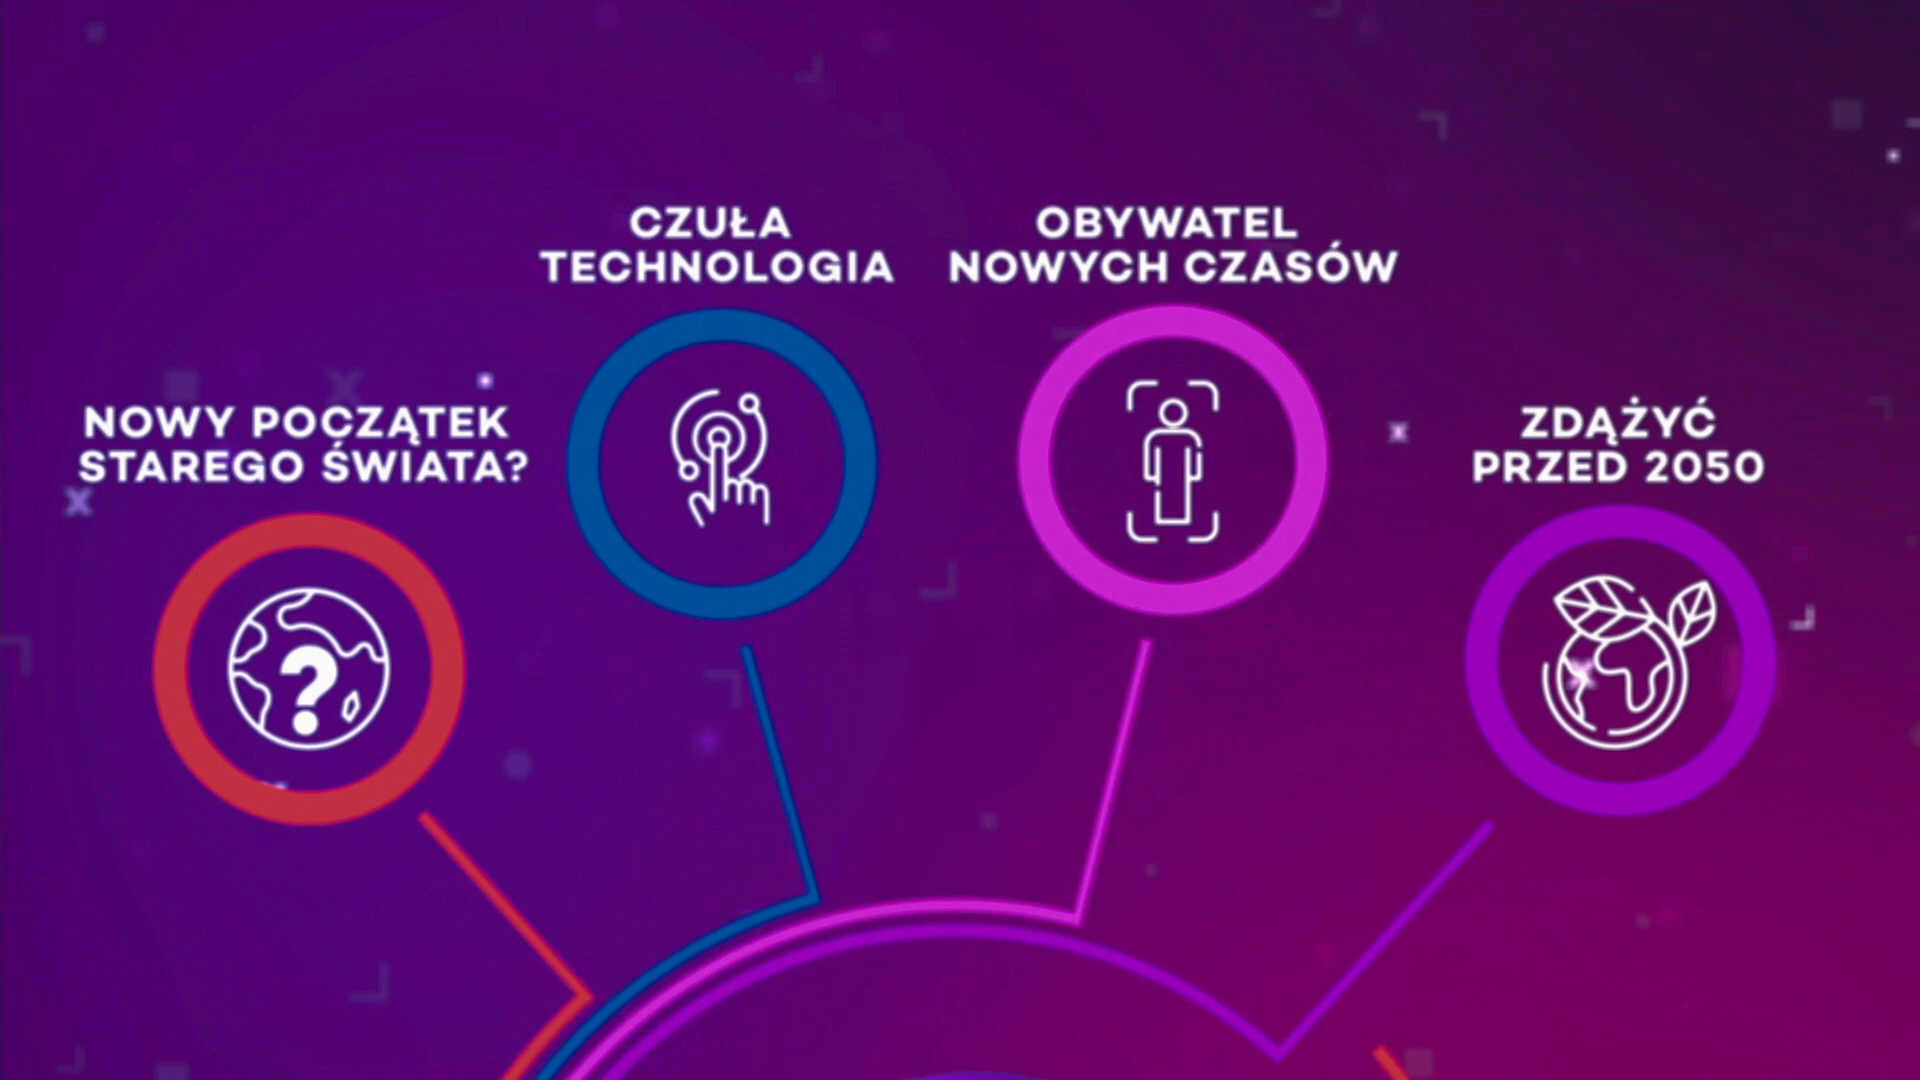 NOWY POCZĄTEK
STAREGO ŚWIATA?
CZUŁA
TECHNOLOGIA
OBYWATEL
NOWYCH CZASÓW
ZDĄŻYĆ
PRZED 2050